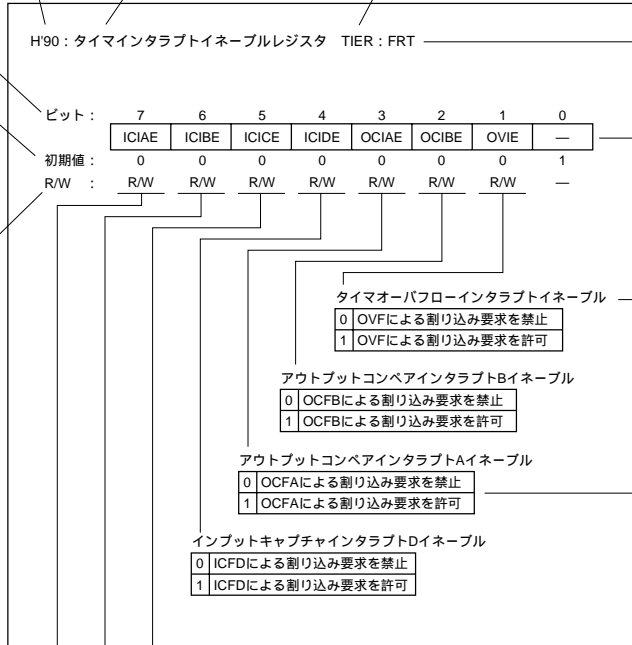 H'90：タイマインタラプトイネーブルレジスタ TIER：FRT
ビット： 7 6 5 4 3 2 1 0
ICIAE ICIBE ICICE ICIDE OCIAE OCIBE OVIE —
初期値： 0 0 0 0 0 0 0 1
R/W ： R/W R/W R/W R/W R/W R/W R/W —
タイマオーバフローインタラプトイネーブル
0 OVFによる割り込み要求を禁止
1 OVFによる割り込み要求を許可
アウトプットコンペアインタラプトBイネーブル
0 OCFBによる割り込み要求を禁止
1 OCFBによる割り込み要求を許可
アウトプットコンペアインタラプトAイネーブル
0 OCFAによる割り込み要求を禁止
1 OCFAによる割り込み要求を許可
インプットキャプチャインタラプトDイネーブル
0 ICFDによる割り込み要求を禁止
1 ICFDによる割り込み要求を許可